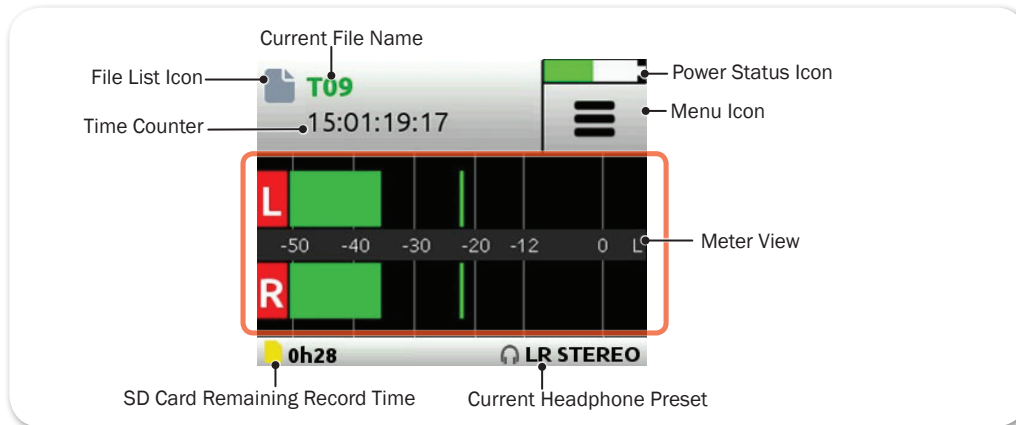 Current File Name
File List Icon
T09
Power Status Icon
Menu Icon
Time Counter
15:01:19:17
L
-50 -40 -30 -20 -12 0 L
Meter View
R
0h28
LR STEREO
SD Card Remaining Record Time
Current Headphone Preset